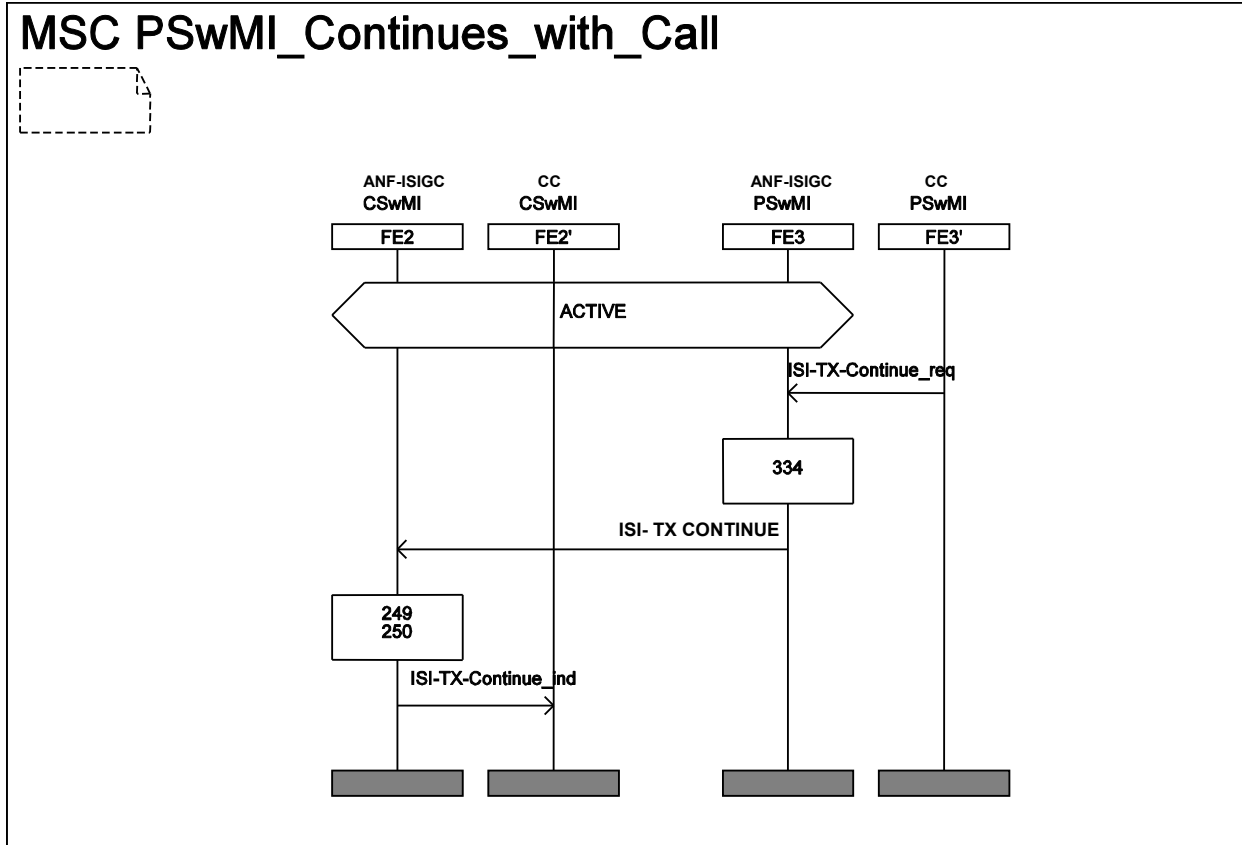 MSC PSwMI_Continues_with_Call
ANF-ISIGC CC ANF-ISIGC CC
CSwMI CSwMI PSwMI PSwMI
FE2 FE2' FE3 FE3'
ACTIVE
ISI-TX-Continue_req
334
ISI- TX CONTINUE
249
250
ISI-TX-Continue_ind